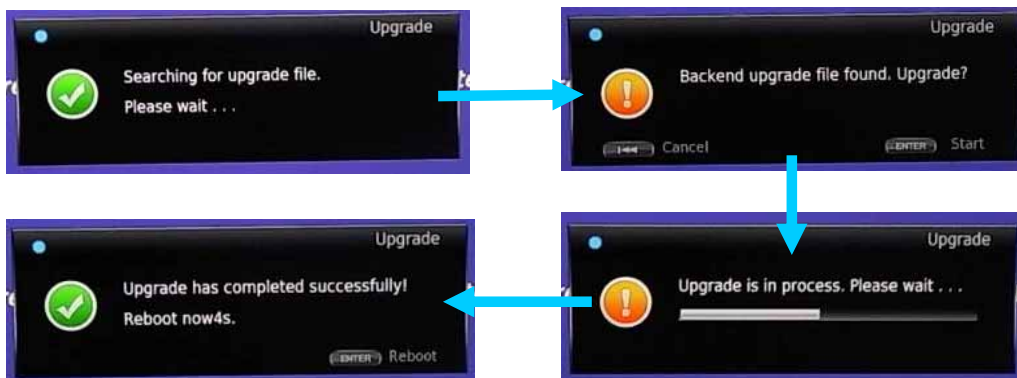 Upgrade
Searching for upgrade file.
Please wait . . .
Upgrade
Backend upgrade file found. Upgrade?
Cancel
ENTER Start
Upgrade
Upgrade is in process. Please wait . . .
Upgrade
Upgrade has completed successfully!
Reboot now4s.
ENTER Reboot